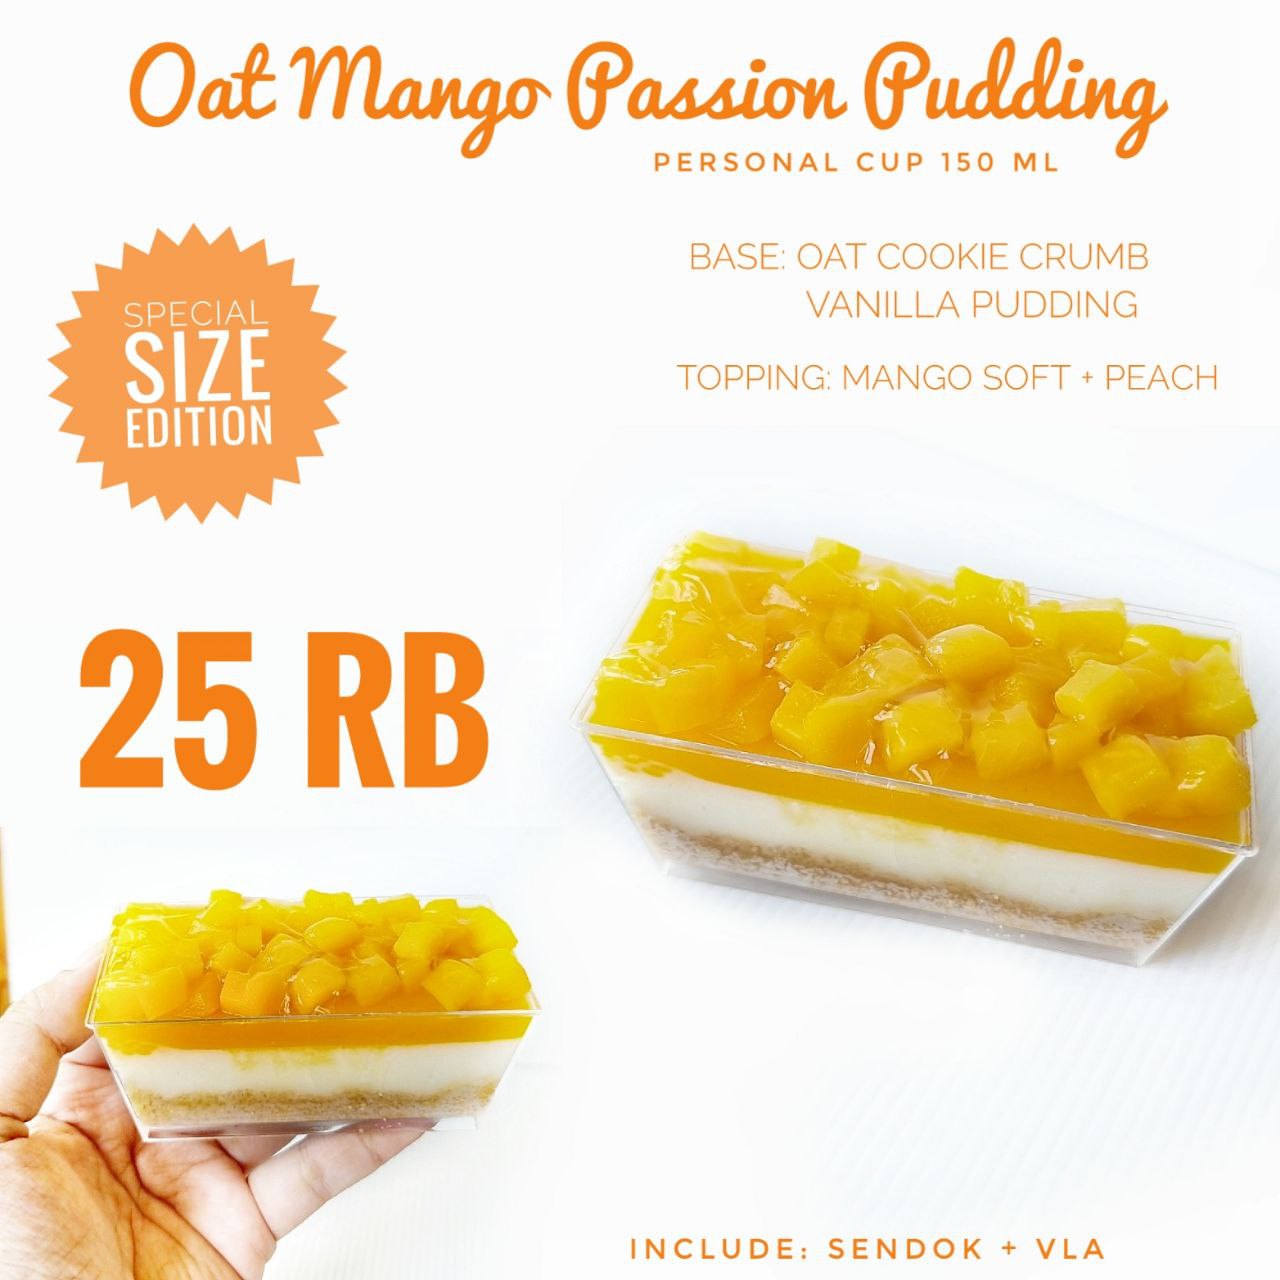 Oat Mango Passion Pudding
PERSONAL CUP 150 ML
SPECIAL
SIZE
EDITION
BASE: OAT COOKIE CRUMB
VANILLA PUDDING
TOPPING: MANGO SOFT + PEACH
25 RB
INCLUDE: SENDOK + VLA